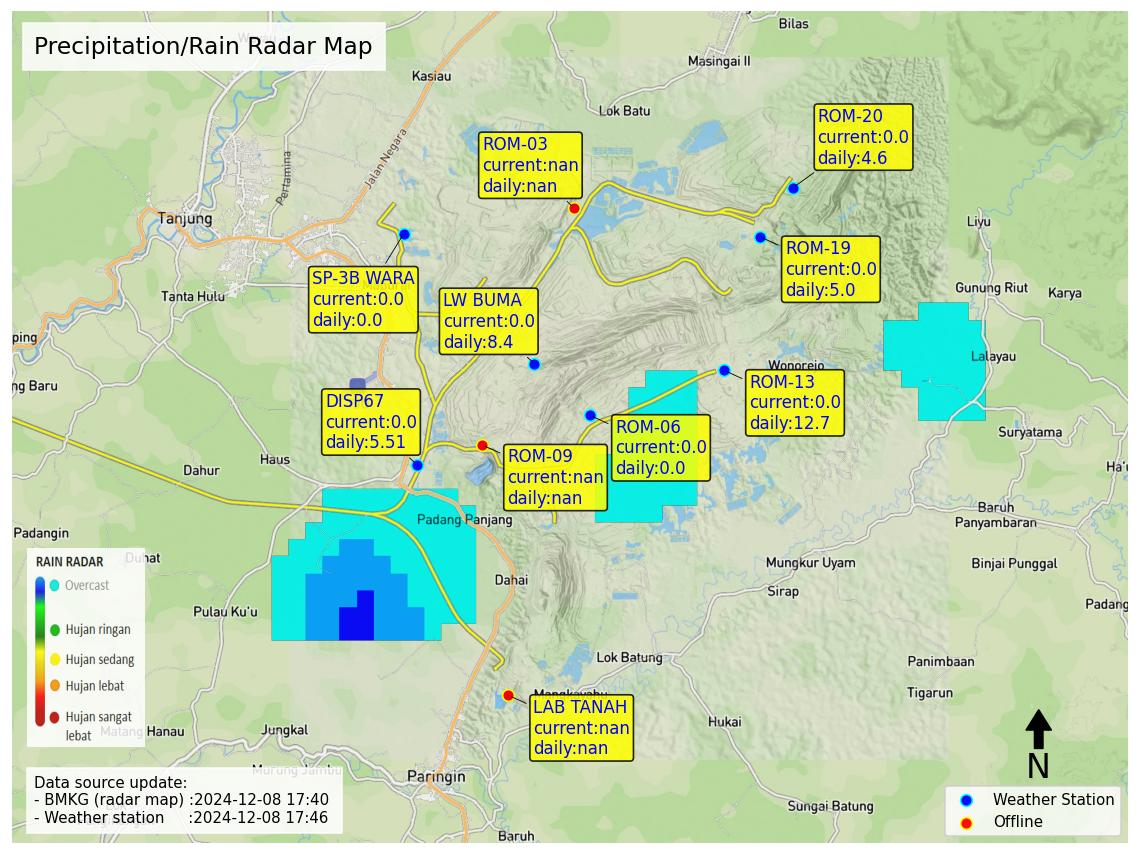 Precipitation/Rain Radar Map
Bilas
Masingai II
Kasiau
Lok Batu
Jalan Negara
Pertamina
Tanjung
Tanta Hulu
ROM-03
current:nan
daily:nan
ROM-20
current:0.0
daily:4.6
ROM-19
current:0.0
daily:5.0
SP-3B WARA
current:0.0
daily:0.0
LW BUMA
current:0.0
daily:8.4
Liyu
Gunung Riut
Karya
Lalayau
Wonorejo
ROM-13
current:0.0
daily:12.7
DISP67
current:0.0
daily:5.51
ROM-06
current:0.0
daily:0.0
ROM-09
current:nan
daily:nan
ping
ng Baru
Haus
Dahur
Suryatama
Ha'u
Padang Panjang
Padangin
Duhat
Baruh
Panyambaran
Mungkur Uyam
Binjai Punggal
Dahai
Sirap
Padang
Pulau Ku'u
RAIN RADAR
Overcast
Hujan ringan
Hujan sedang
Hujan lebat
Hujan sangat
lebat
Lok Batung
Panimbaan
Tigarun
Mangkayahu
LAB TANAH
current:nan
daily:nan
Hukai
Matang Hanau
Jungkal
Murung Jambu
Paringin
Sungai Batung
Baruh
Data source update:
- BMKG (radar map) :2024-12-08 17:40
- Weather station :2024-12-08 17:46
N
Weather Station
Offline